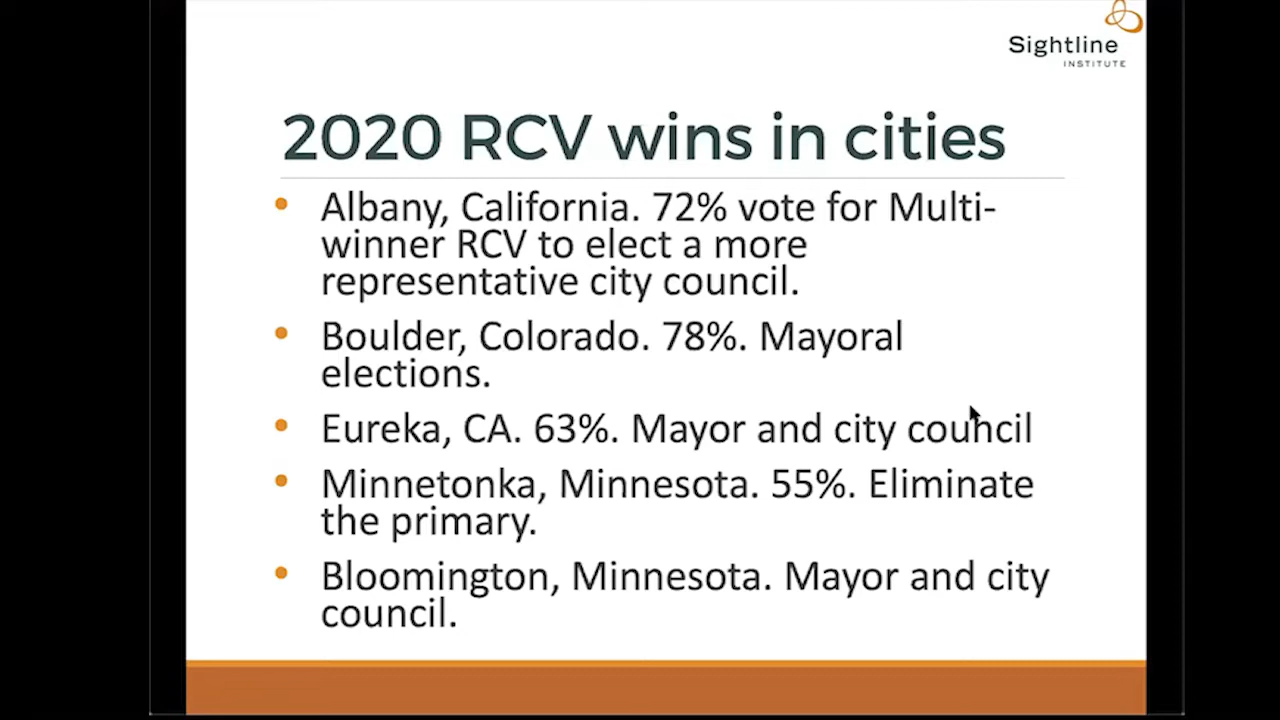 Sightline
INSTITUTE
2020 RCV wins in cities
• Albany, California. 72% vote for Multi-
winner RCV to elect a more
representative city council.
• Boulder, Colorado. 78%. Mayoral
elections.
• Eureka, CA. 63%. Mayor and city council
• Minnetonka, Minnesota. 55%. Eliminate
the primary.
• Bloomington, Minnesota. Mayor and city
council.